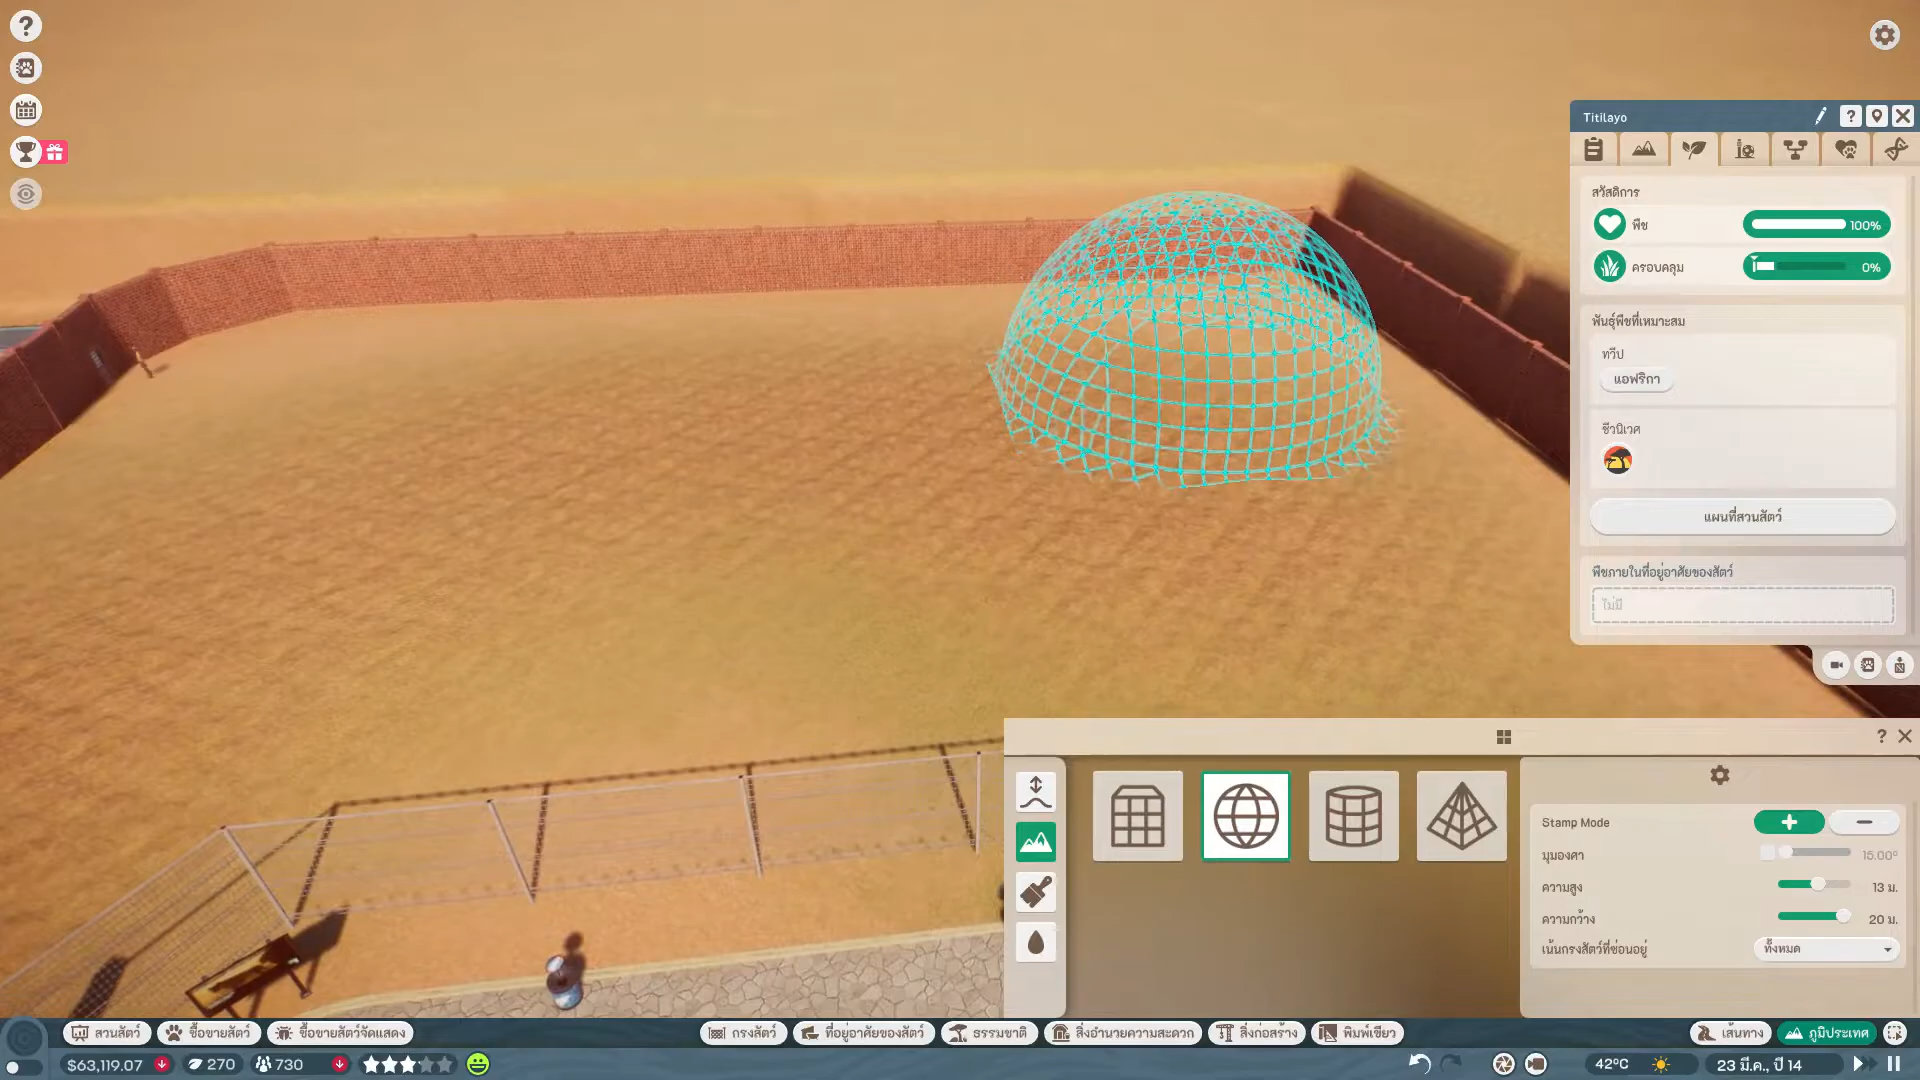 Titilayo
สวัสดิการ
พืช 100%
ครอบคลุม 0%
พันธุ์พืชที่เหมาะสม
ทวีป
แอฟริกา
ชีวนิเวศ
แผนที่สวนสัตว์
พืชภายในที่อยู่อาศัยของสัตว์
ไม่มี
Stamp Mode
มุมองศา 15.00º
ความสูง 13 ม.
ความกว้าง 20 ม.
เน้นกรงสัตว์ที่ซ่อนอยู่ ทั้งหมด
สวนสัตว์ ซื้อขายสัตว์ ซื้อขายสัตว์จัดแสดง กรงสัตว์ ที่อยู่อาศัยของสัตว์ ธรรมชาติ สิ่งอำนวยความสะดวก สิ่งก่อสร้าง พิมพ์เขียว เส้นทาง ภูมิประเทศ
$63,119.07 270 730 42ºC 23 มี.ค., ปี 14